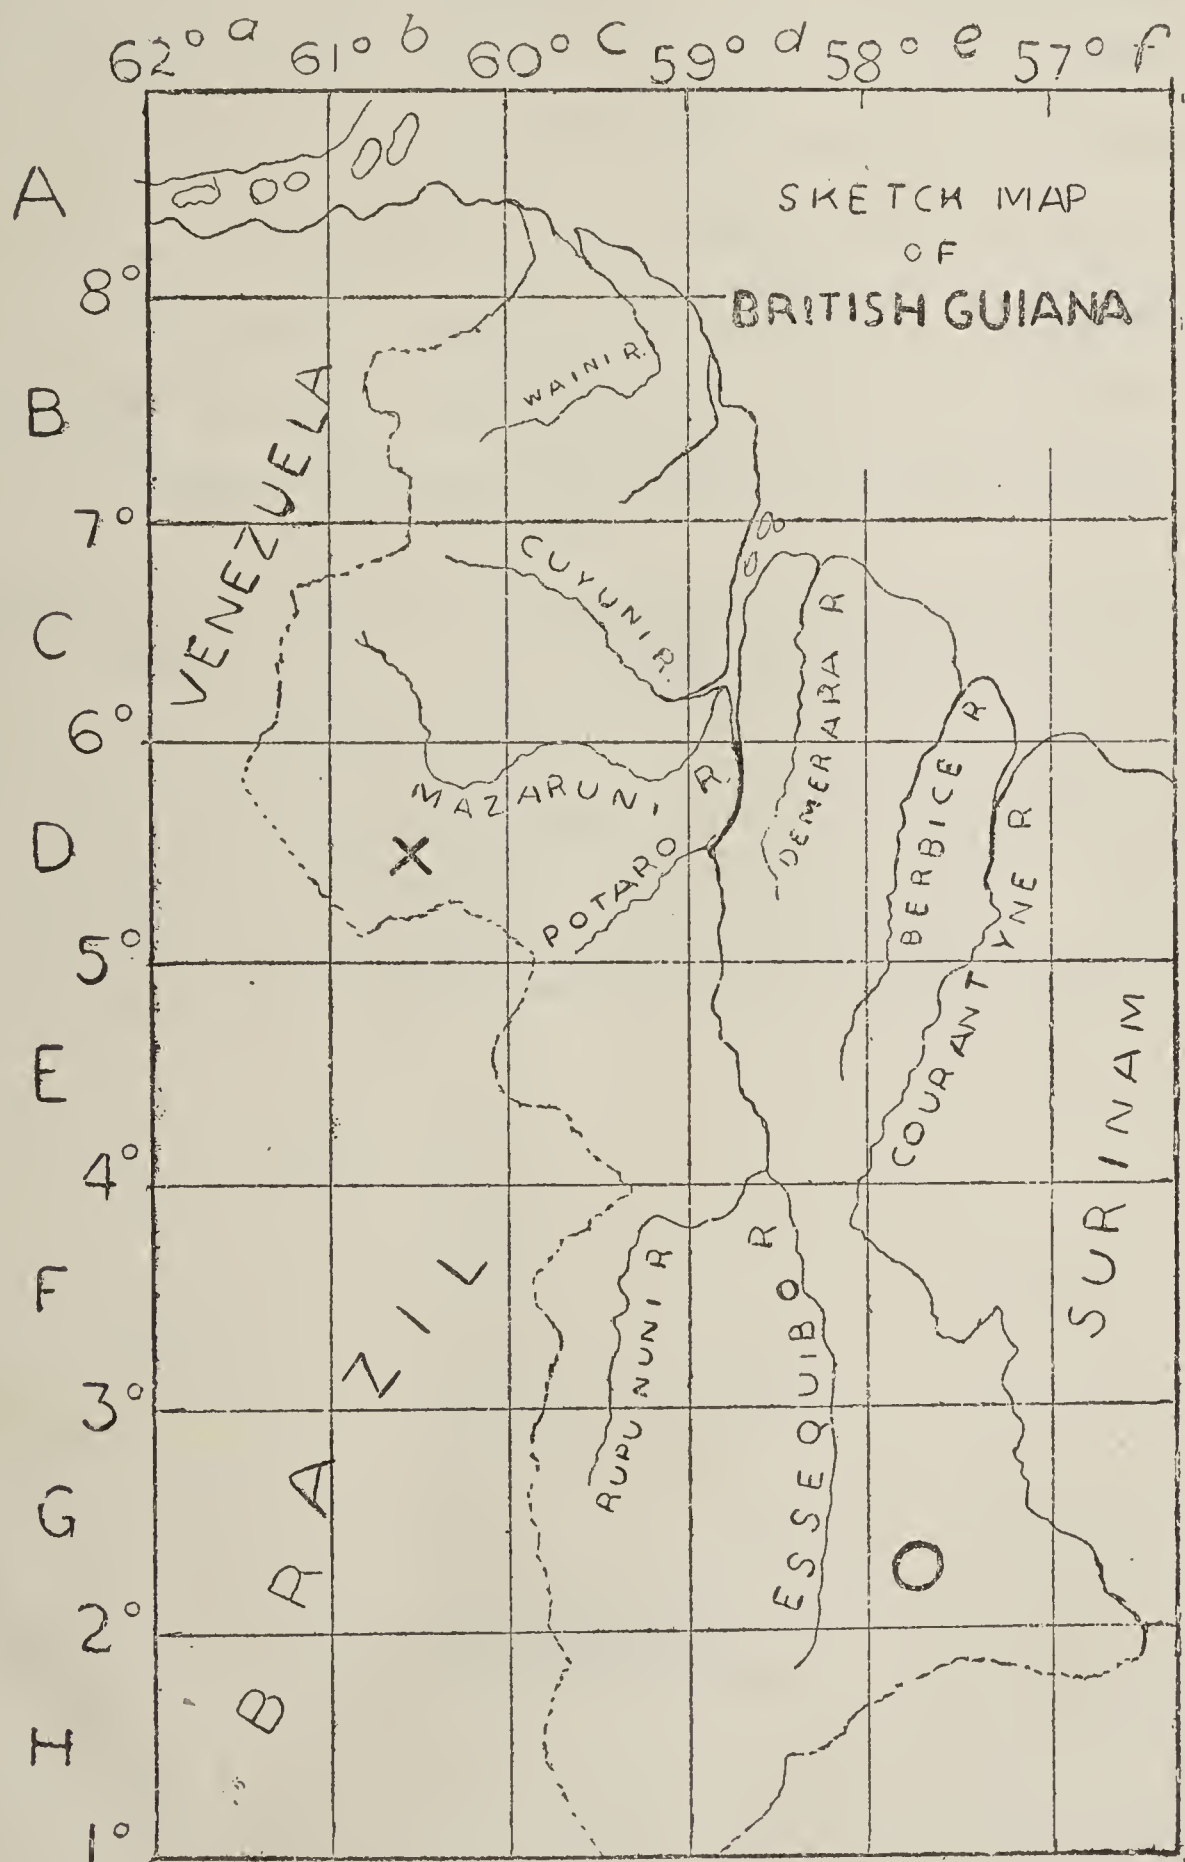 62° a 61° b 60° c 59° d 58° e 57° f
A
SKETCH MAP
OF
BRITISH GUIANA
8°
B
WAINI R.
VENEZUELA
7°
C
CUYUNI R.
DEMERARA R
6°
MAZARUNI R.
BERBICE R
COURANTYNE R
D
X
POTARO
5°
E
SURINAM
4°
F
RUPUNUNI R
ESSEQUIBO R
BRAZIL
3°
G
O
2°
H
1°